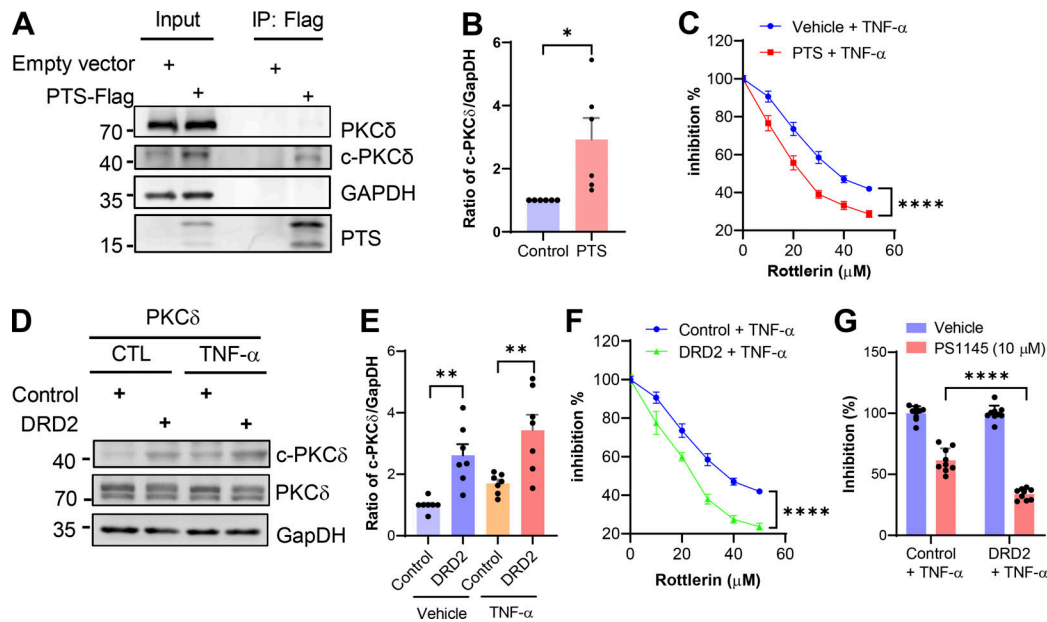 A
Input
IP: Flag
Empty vector
+
+
PTS-Flag
+
+
70
PKCδ
40
c-PKCδ
35
GAPDH
15
PTS
B
Ratio of c-PKCδ/GapDH
8
6
4
2
0
*
Control
PTS
C
Vehicle + TNF-α
PTS + TNF-α
inhibition %
120
100
80
60
40
20
0
20
40
60
****
Rottlerin (μM)
D
PKCδ
CTL
TNF-α
Control
+
+
DRD2
+
+
40
c-PKCδ
70
PKCδ
35
GapDH
E
Ratio of c-PKCδ/GapDH
6
4
2
0
**
**
Control
DRD2
Control
DRD2
Vehicle
TNF-α
F
Control + TNF-α
DRD2 + TNF-α
inhibition %
120
100
80
60
40
20
0
20
40
60
****
Rottlerin (μM)
G
Vehicle
PS1145 (10 μM)
Inhibition (%)
150
100
50
0
****
Control
+ TNF-α
DRD2
+ TNF-α